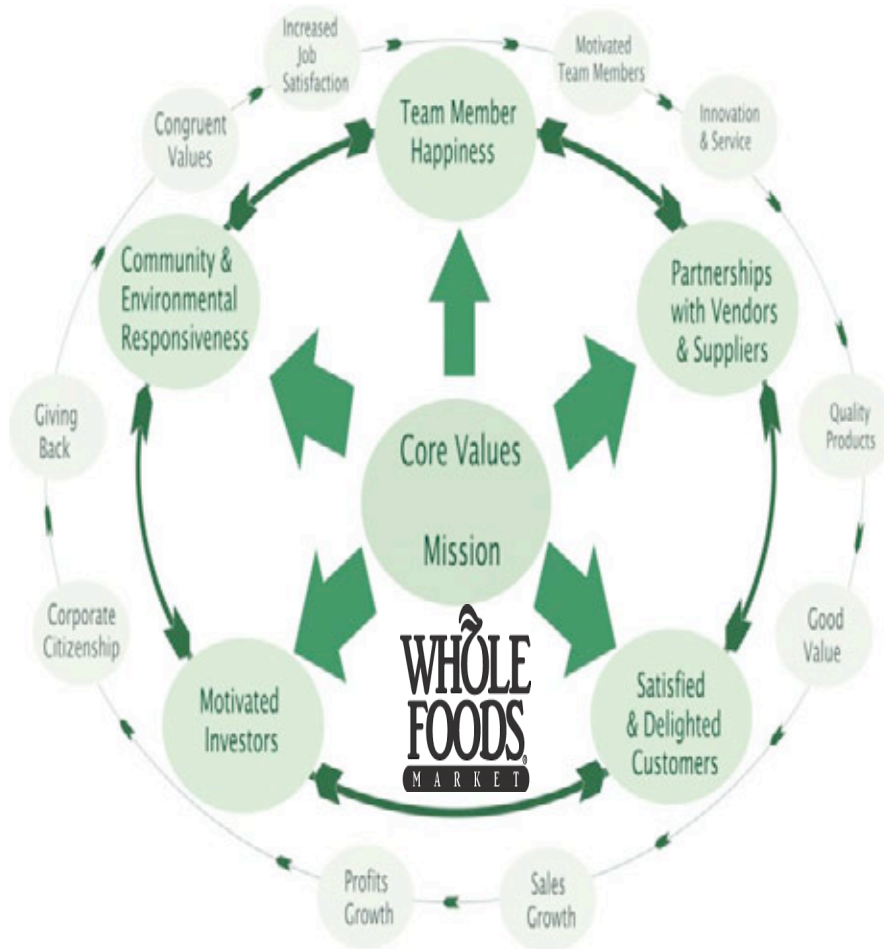 Increased
Job
Satisfaction
Motivated
Team Members
Congruent
Values
Team Member
Happiness
Innovation
& Service
Community &
Environmental
Responsiveness
Partnerships
with Vendors
& Suppliers
Giving
Back
Core Values
Mission
Quality
Products
Corporate
Citizenship
Good
Value
Motivated
Investors
WHOLE
FOODS®
MARKET
Satisfied
& Delighted
Customers
Profits
Growth
Sales
Growth